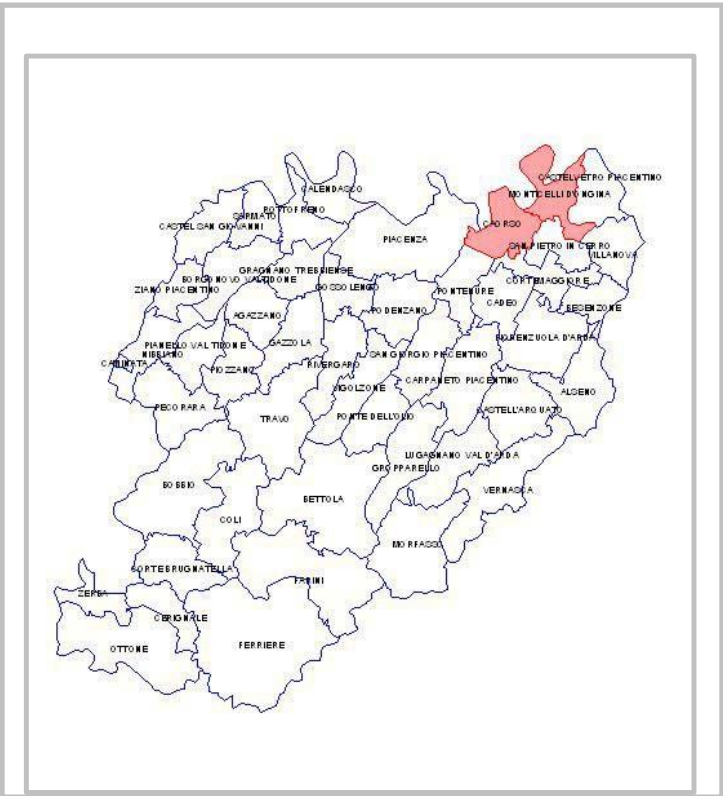 CASTELVETRO PIACENTINO
CALENDASCO
MONTICELLI D'ONGINA
ROTTOFRENO
SARMATO
CASTEL SAN GIOVANNI
CAORSO
PIACENZA
SAN PIETRO IN CERRO
VILLANOVA
GRAGNANO TREBBIENSE
BORGONOVO VALTIDONE
CORTEMAGGIORE
ZIANO PIACENTINO
GOSSOLENGO
PONTENURE
CADEO
BESENZONE
PODENZANO
AGAZZANO
FIORENZUOLA D'ARDA
GAZZOLA
PIANELLO VAL TIDONE
NIBBIANO
SAN GIORGIO PIACENTINO
CAMINATA
RIVERGARO
PIOZZANO
CARPANETO PIACENTINO
VIGOLZONE
ALSENO
PECORARA
CASTELL'ARQUATO
TRAVO
PONTE DELL'OLIO
LUGAGNANO VAL D'ARDA
GROPPARELLO
BOBBIO
VERNASCA
BETTOLA
COLI
MORFASSO
CORTEBRUGNATELLA
FARINI
ZERBA
CERIGNALE
FERRIERE
OTTONE